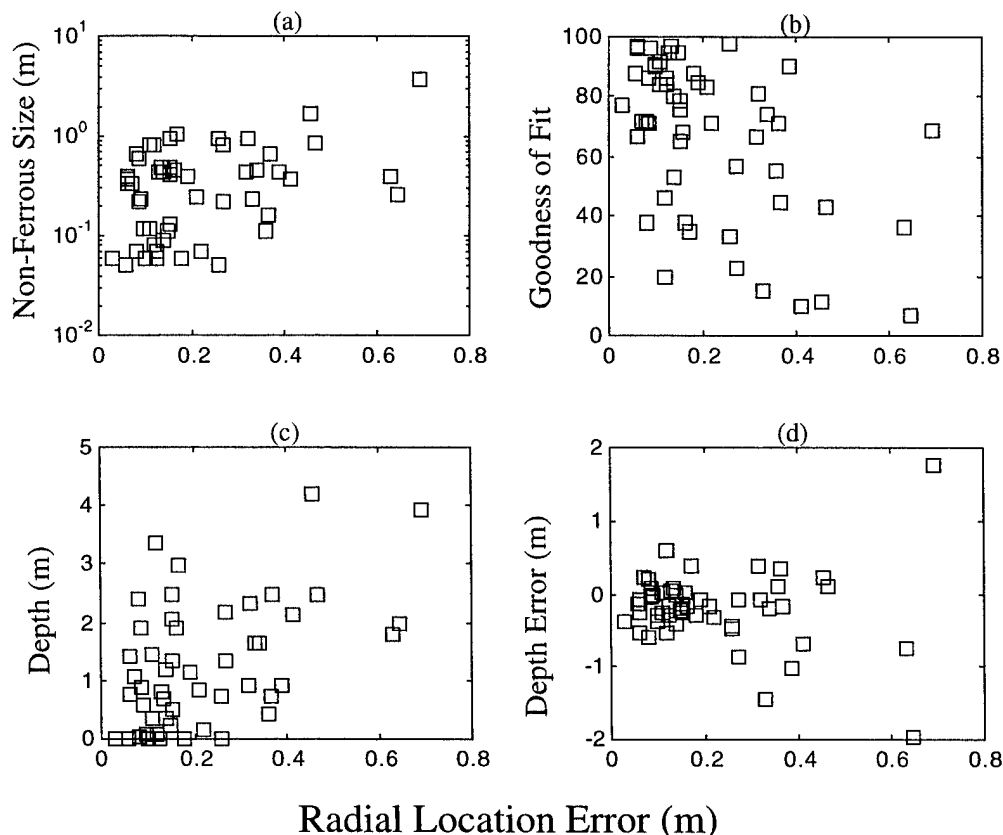 (a)
Non-Ferrous Size (m)
10^1
10^0
10^-1
10^-2
0 0.2 0.4 0.6 0.8
(b)
Goodness of Fit
100
80
60
40
20
0
0 0.2 0.4 0.6 0.8
(c)
Depth (m)
5
4
3
2
1
0
0 0.2 0.4 0.6 0.8
(d)
Depth Error (m)
2
1
0
-1
-2
0 0.2 0.4 0.6 0.8
Radial Location Error (m)